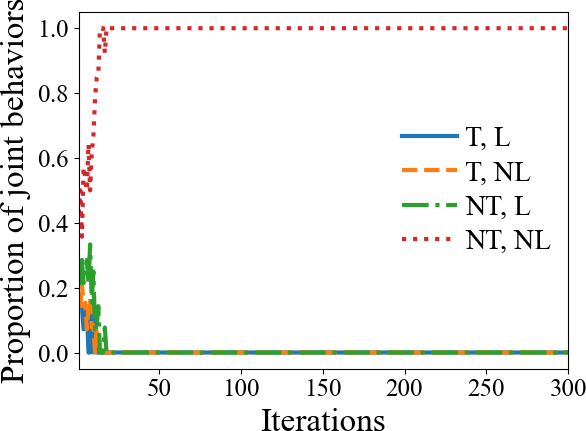 Proportion of joint behaviors
1.0
0.8
0.6
0.4
0.2
0.0
T, L
T, NL
NT, L
NT, NL
50 100 150 200 250 300
Iterations